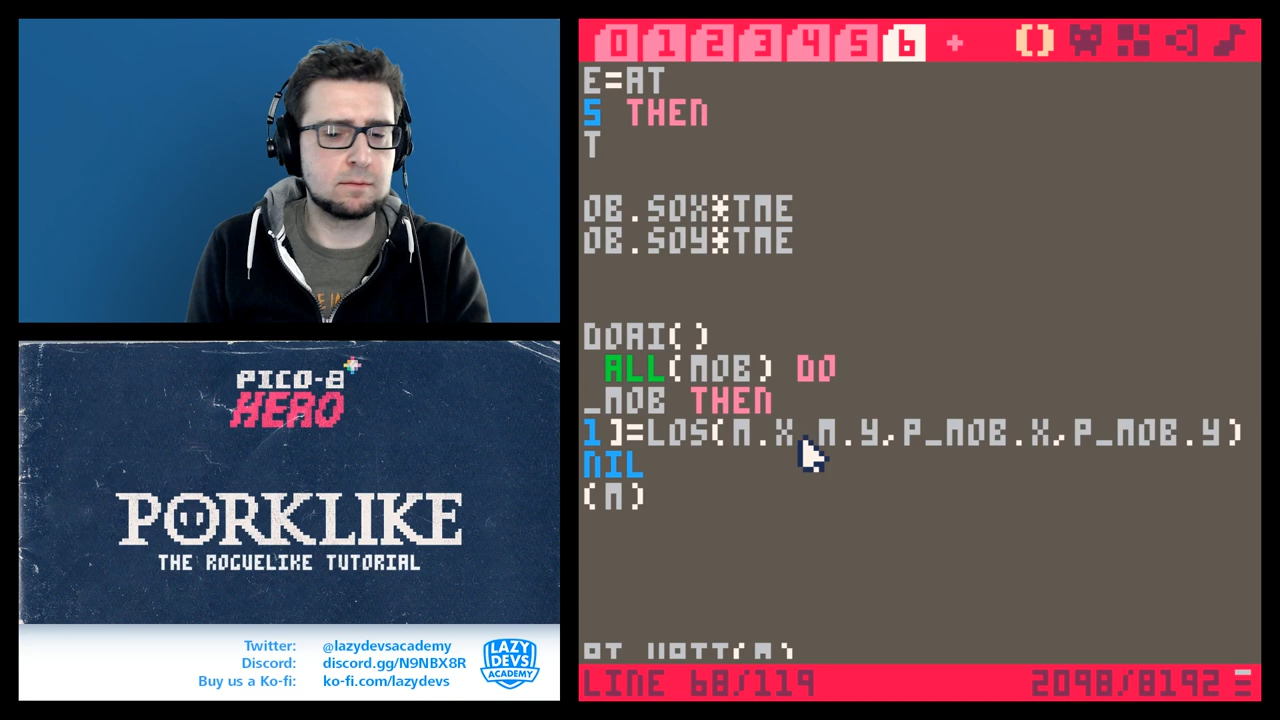 0 1 2 3 4 5 6 +
E=AT
5 THEN
T
OB.SOX*TME
OB.SOY*TME
DOAI()
ALL(MOB) DO
_MOB THEN
1]=LOS(M.X,M.Y,P_MOB.X,P_MOB.Y)
NIL
(M)
LINE 68/119
2098/8192
PICO-8
HERO
PORKLIKE
THE ROGUELIKE TUTORIAL
Twitter: @lazydevsacademy
Discord: discord.gg/N9NBX8R
Buy us a Ko-fi: ko-fi.com/lazydevs
LAZY
DEVS
ACADEMY